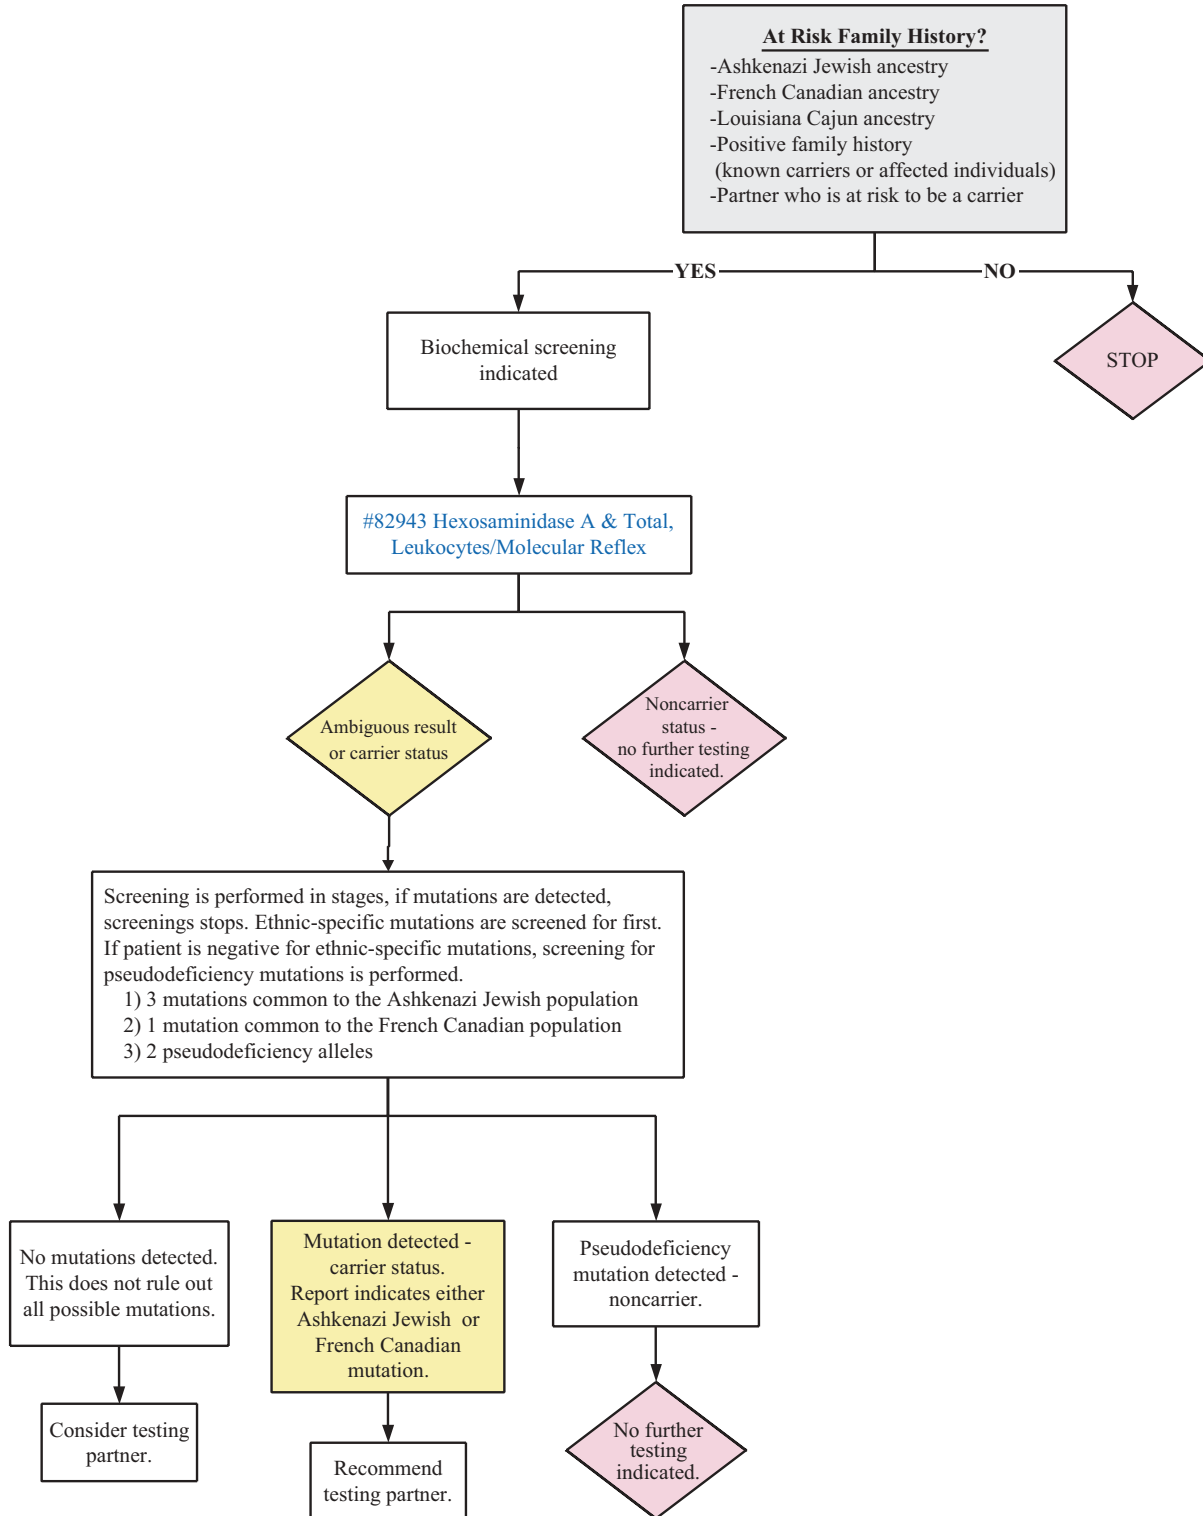 At Risk Family History?
-Ashkenazi Jewish ancestry
-French Canadian ancestry
-Louisiana Cajun ancestry
-Positive family history
(known carriers or affected individuals)
-Partner who is at risk to be a carrier
YES
NO
Biochemical screening
indicated
STOP
#82943 Hexosaminidase A & Total,
Leukocytes/Molecular Reflex
Ambiguous result
or carrier status
Noncarrier
status -
no further testing
indicated.
Screening is performed in stages, if mutations are detected,
screenings stops. Ethnic-specific mutations are screened for first.
If patient is negative for ethnic-specific mutations, screening for
pseudodeficiency mutations is performed.
1) 3 mutations common to the Ashkenazi Jewish population
2) 1 mutation common to the French Canadian population
3) 2 pseudodeficiency alleles
No mutations detected.
This does not rule out
all possible mutations.
Mutation detected -
carrier status.
Report indicates either
Ashkenazi Jewish or
French Canadian
mutation.
Pseudodeficiency
mutation detected -
noncarrier.
Consider testing
partner.
Recommend
testing partner.
No further
testing
indicated.